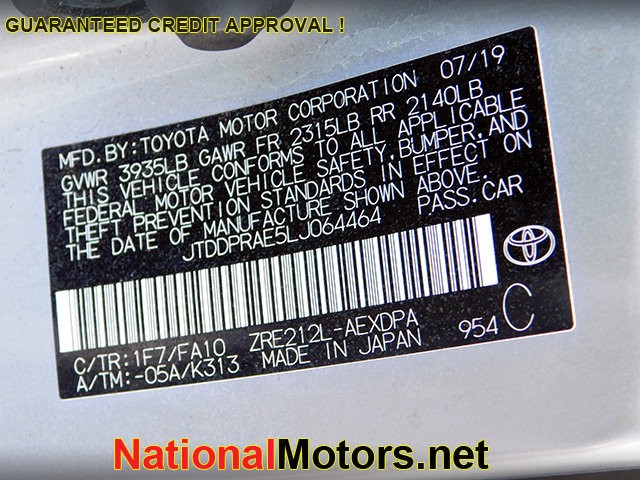 GUARANTEED CREDIT APPROVAL !
MFD. BY: TOYOTA MOTOR CORPORATION 07/19
GVWR 3935LB GAWR FR 2315LB RR 2140LB
THIS VEHICLE CONFORMS TO ALL APPLICABLE
FEDERAL MOTOR VEHICLE SAFETY, BUMPER, AND
THEFT PREVENTION STANDARDS IN EFFECT ON
THE DATE OF MANUFACTURE SHOWN ABOVE.
JTDDPRAE5LJ064464 PASS. CAR
C/TR: 1F7/FA10 ZRE212L-AEXDPA 954 C
A/TM: -05A/K313 MADE IN JAPAN
NationalMotors.net